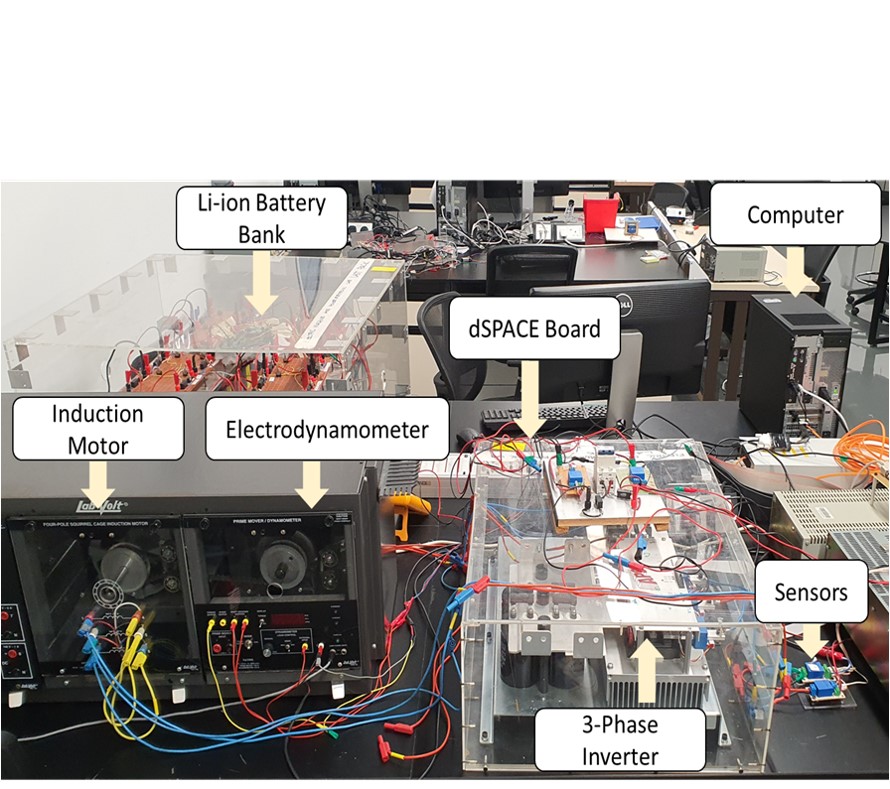 Li-ion Battery
Bank
Computer
dSPACE Board
DELL
Induction
Motor
Electrodynamometer
Lab-Volt
FOUR-POLE SQUIRREL CAGE INDUCTION MOTOR
PRIME MOVER / DYNAMOMETER
Sensors
3-Phase
Inverter